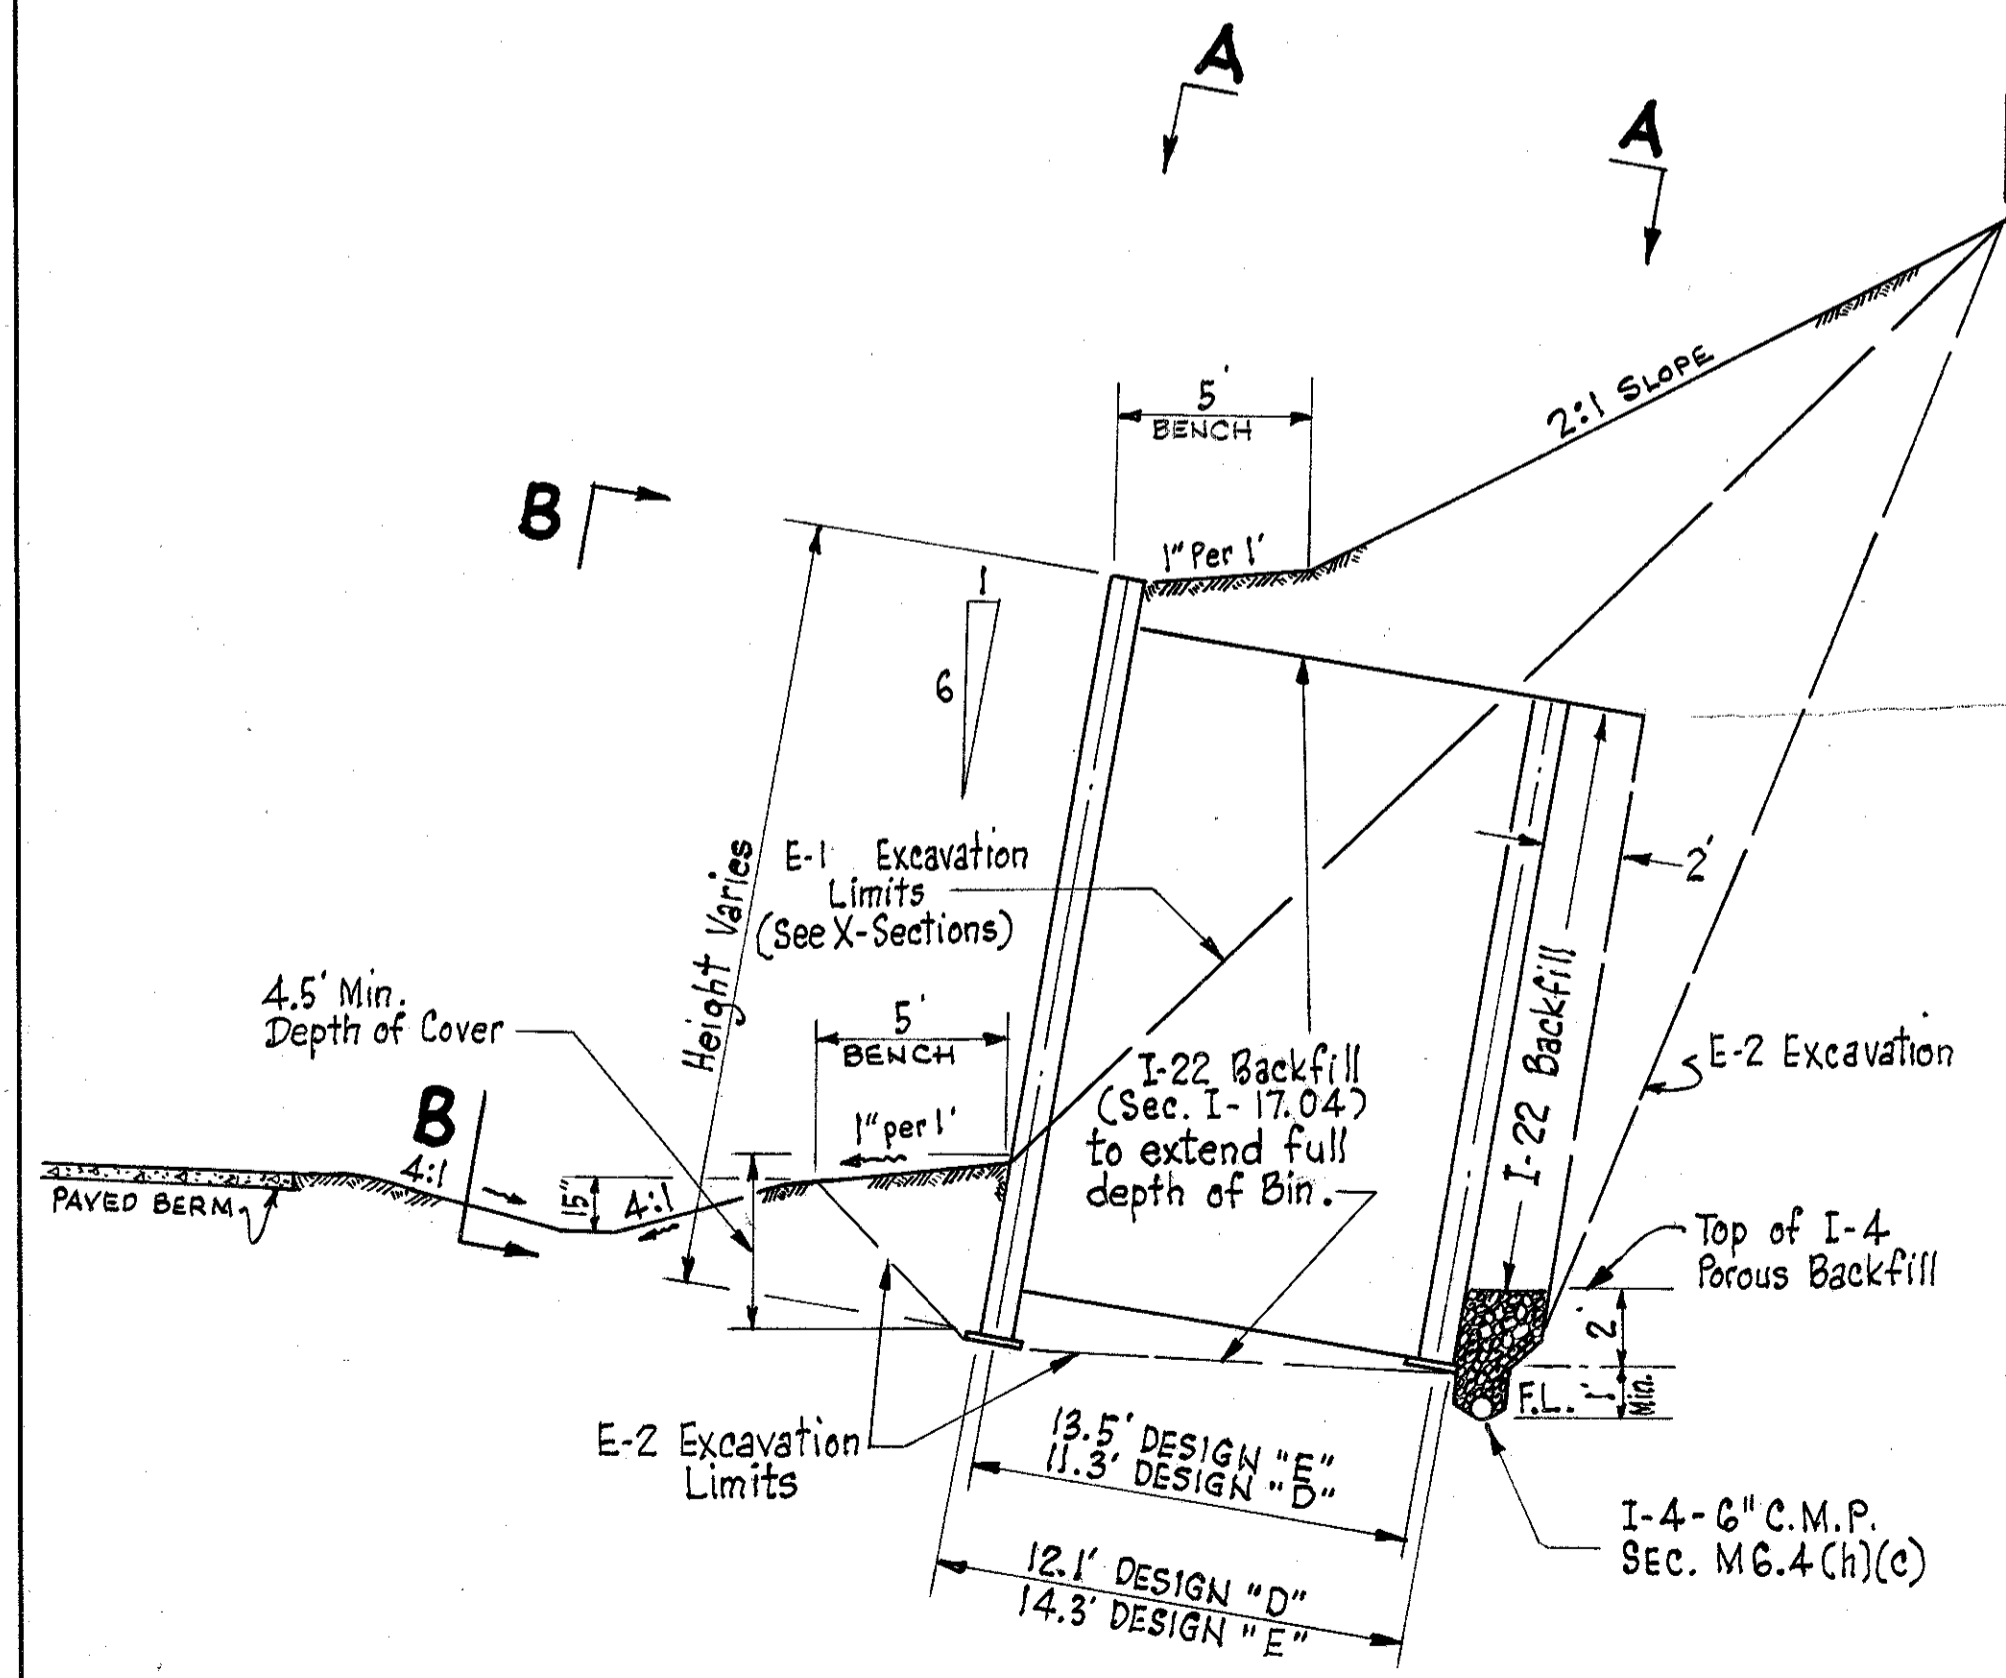 A
A
5'
BENCH
2:1 SLOPE
B
1" Per 1'
1
6
Height Varies
E-1 Excavation
Limits
(See X-Sections)
2'
4.5' Min.
Depth of Cover
5'
BENCH
I-22 Backfill
(Sec. I-17.04)
to extend full
depth of Bin.
I-22 Backfill
E-2 Excavation
B
1" per 1'
4:1
15"
4:1
PAVED BERM
Top of I-4
Porous Backfill
2'
F.L.
1'
Min.
E-2 Excavation
Limits
13.5' DESIGN "E"
11.3' DESIGN "D"
12.1' DESIGN "D"
14.3' DESIGN "E"
I-4-6" C.M.P.
SEC. M6.4(h)(c)